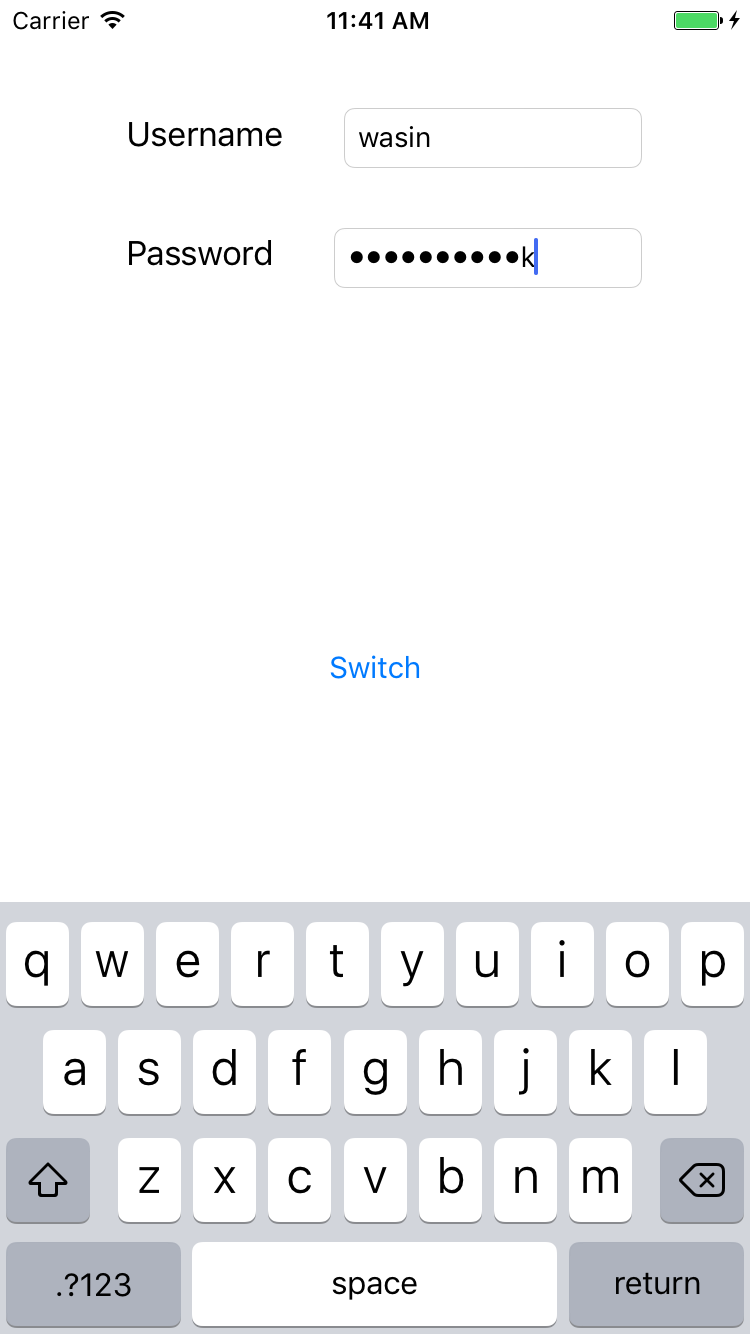 Carrier 11:41 AM
Username wasin
Password ••••••••••k
Switch
q w e r t y u i o p
a s d f g h j k l
z x c v b n m
.?123 space return